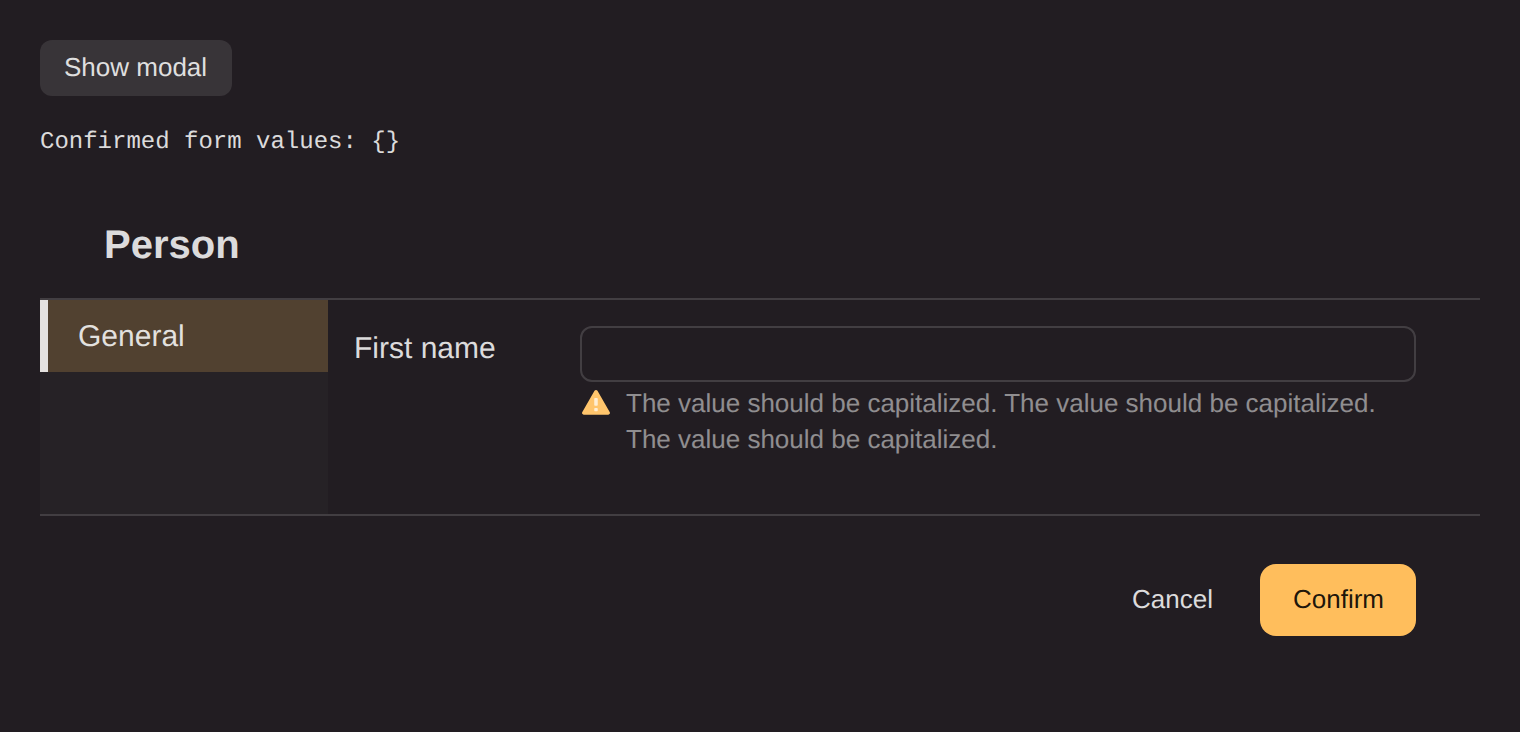 Show modal
Confirmed form values: {}
Person
General
First name
The value should be capitalized. The value should be capitalized.
The value should be capitalized.
Cancel
Confirm